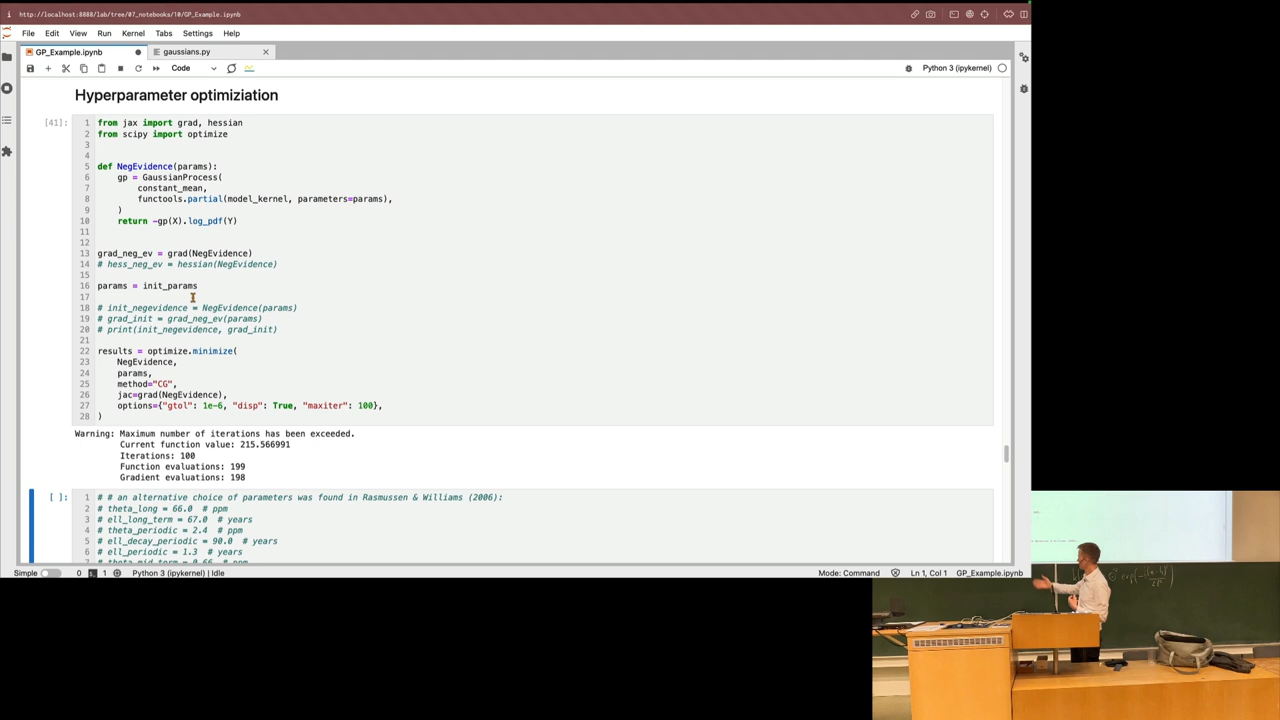 http://localhost:8888/lab/tree/07_notebooks/10/GP_Example.ipynb
File Edit View Run Kernel Tabs Settings Help
GP_Example.ipynb
gaussians.py
Code
Python 3 (ipykernel)
Hyperparameter optimiziation
[41]:
1 from jax import grad, hessian
2 from scipy import optimize
3
4
5 def NegEvidence(params):
6 gp = GaussianProcess(
7 constant_mean,
8 functools.partial(model_kernel, parameters=params),
9 )
10 return -gp(X).log_pdf(Y)
11
12
13 grad_neg_ev = grad(NegEvidence)
14 # hess_neg_ev = hessian(NegEvidence)
15
16 params = init_params
17
18 # init_negevidence = NegEvidence(params)
19 # grad_init = grad_neg_ev(params)
20 # print(init_negevidence, grad_init)
21
22 results = optimize.minimize(
23 NegEvidence,
24 params,
25 method="CG",
26 jac=grad(NegEvidence),
27 options={"gtol": 1e-6, "disp": True, "maxiter": 100},
28 )
Warning: Maximum number of iterations has been exceeded.
Current function value: 215.566991
Iterations: 100
Function evaluations: 199
Gradient evaluations: 198
[ ]:
1 # # an alternative choice of parameters was found in Rasmussen & Williams (2006):
2 # theta_long = 66.0 # ppm
3 # ell_long_term = 67.0 # years
4 # theta_periodic = 2.4 # ppm
5 # ell_decay_periodic = 90.0 # years
6 # ell_periodic = 1.3 # years
7 # theta_mid_term = 0.66 # ppm
Simple 0 1 Python 3 (ipykernel) | Idle Mode: Command Ln 1, Col 1 GP_Example.ipynb